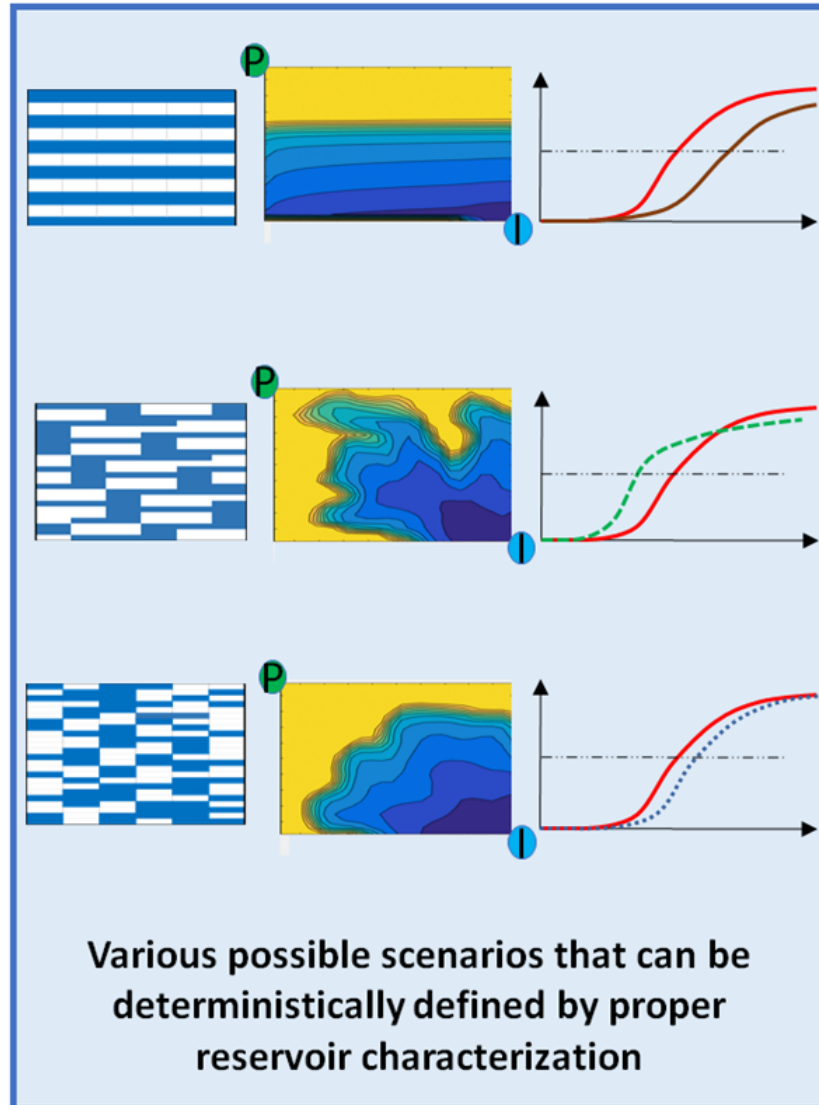 P
I
P
I
P
I
Various possible scenarios that can be
deterministically defined by proper
reservoir characterization